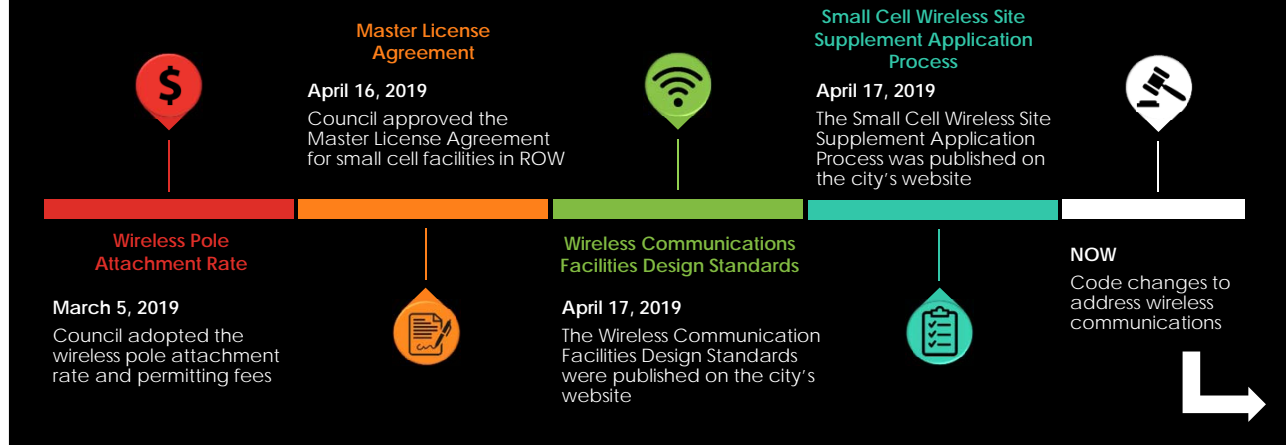 Wireless Pole
Attachment Rate
March 5, 2019
Council adopted the
wireless pole attachment
rate and permitting fees
Master License
Agreement
April 16, 2019
Council approved the
Master License Agreement
for small cell facilities in ROW
Wireless Communications
Facilities Design Standards
April 17, 2019
The Wireless Communication
Facilities Design Standards
were published on the city's
website
Small Cell Wireless Site
Supplement Application
Process
April 17, 2019
The Small Cell Wireless Site
Supplement Application
Process was published on
the city's website
NOW
Code changes to
address wireless
communications
$